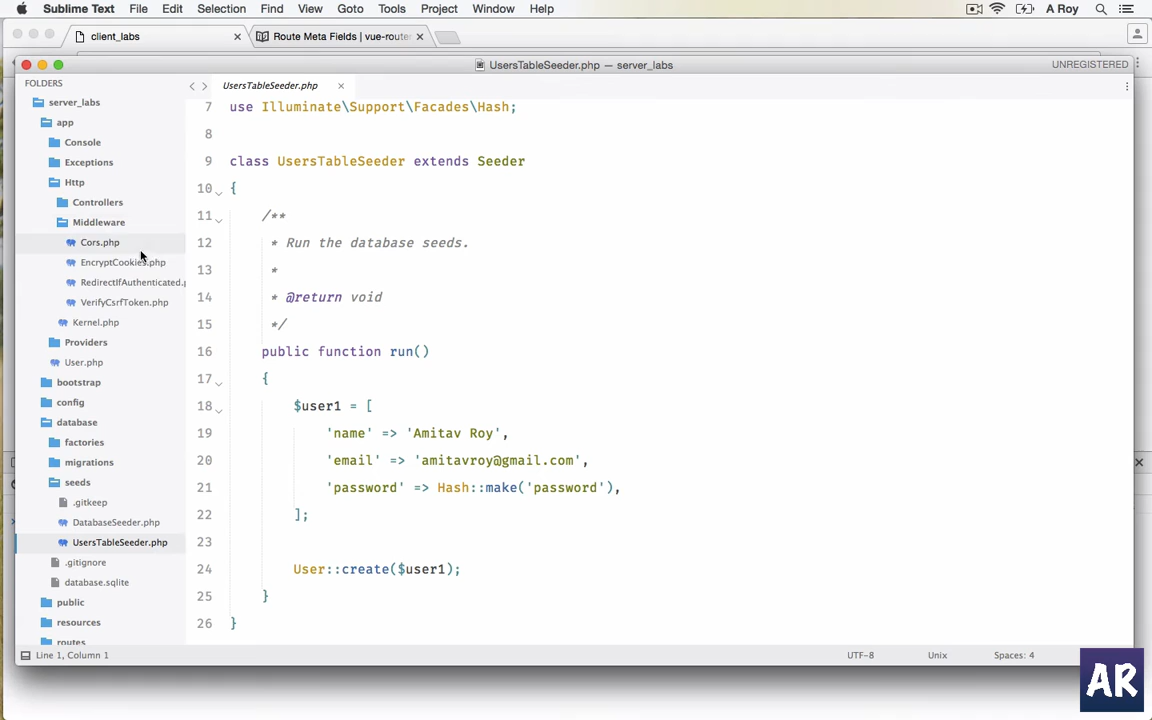 Sublime Text File Edit Selection Find View Goto Tools Project Window Help A Roy
client_labs × Route Meta Fields | vue-route ×
UsersTableSeeder.php — server_labs UNREGISTERED
FOLDERS
server_labs
app
Console
Exceptions
Http
Controllers
Middleware
Cors.php
EncryptCookies.php
RedirectIfAuthenticated.p
VerifyCsrfToken.php
Kernel.php
Providers
User.php
bootstrap
config
database
factories
migrations
seeds
.gitkeep
DatabaseSeeder.php
UsersTableSeeder.php
.gitignore
database.sqlite
public
resources
routes
UsersTableSeeder.php ×
7 use Illuminate\Support\Facades\Hash;
8
9 class UsersTableSeeder extends Seeder
10 {
11 /**
12 * Run the database seeds.
13 *
14 * @return void
15 */
16 public function run()
17 {
18 $user1 = [
19 'name' => 'Amitav Roy',
20 'email' => 'amitavroy@gmail.com',
21 'password' => Hash::make('password'),
22 ];
23
24 User::create($user1);
25 }
26 }
Line 1, Column 1 UTF-8 Unix Spaces: 4
AR